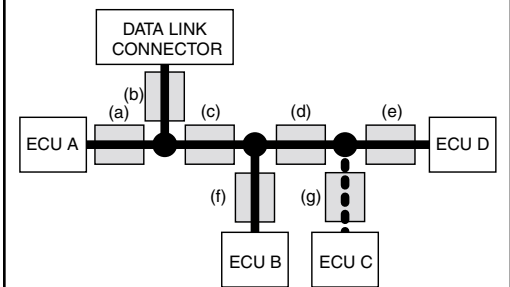 DATA LINK
CONNECTOR
(b)
(a)
(c)
(d)
(e)
ECU A
ECU D
(f)
(g)
ECU B
ECU C